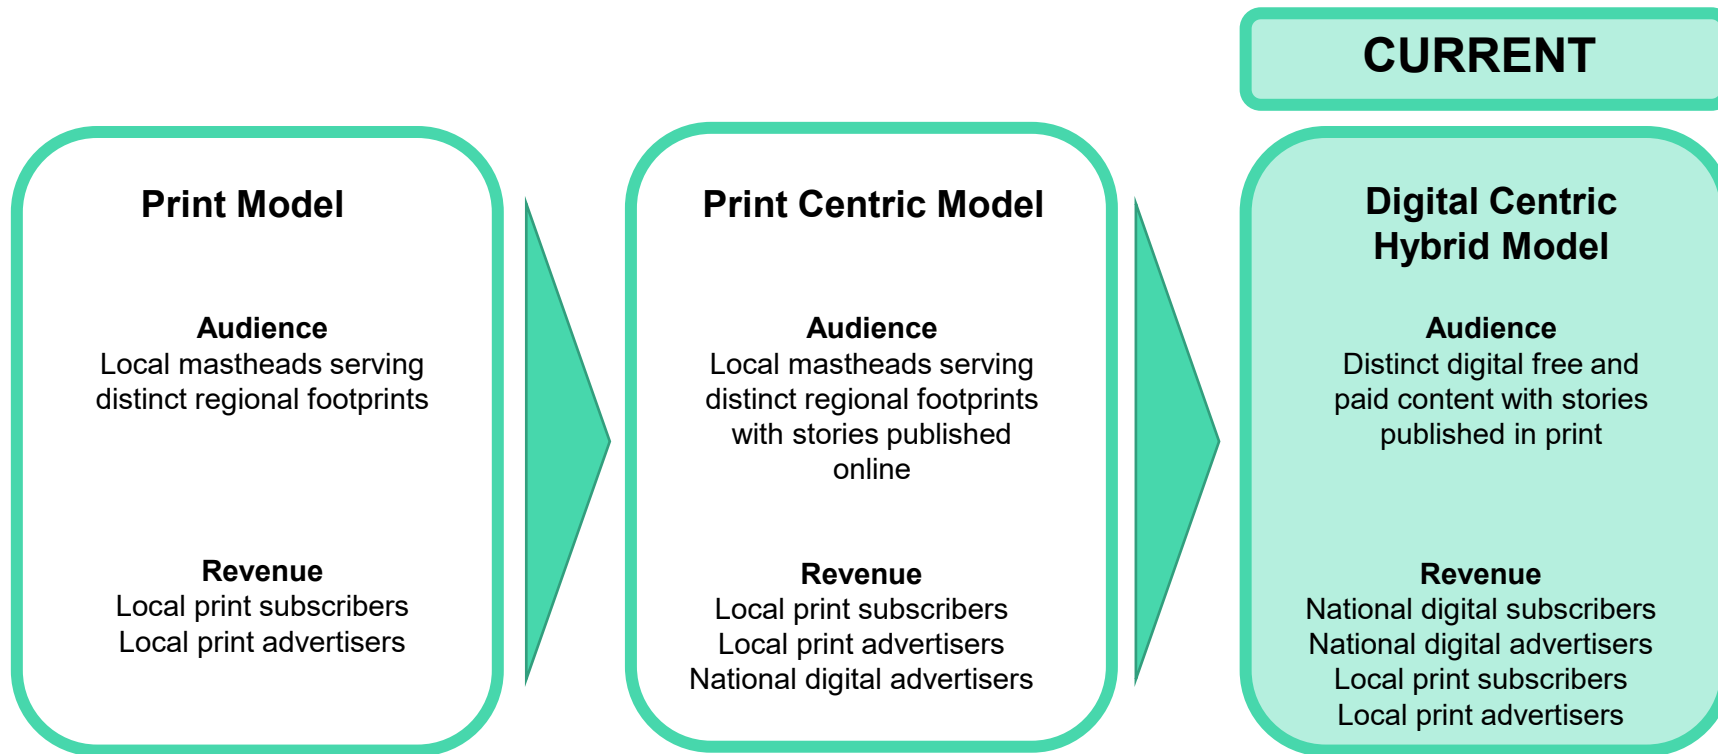 CURRENT
Print Model
Audience
Local mastheads serving
distinct regional footprints
Revenue
Local print subscribers
Local print advertisers
Print Centric Model
Audience
Local mastheads serving
distinct regional footprints
with stories published
online
Revenue
Local print subscribers
Local print advertisers
National digital advertisers
Digital Centric
Hybrid Model
Audience
Distinct digital free and
paid content with stories
published in print
Revenue
National digital subscribers
National digital advertisers
Local print subscribers
Local print advertisers